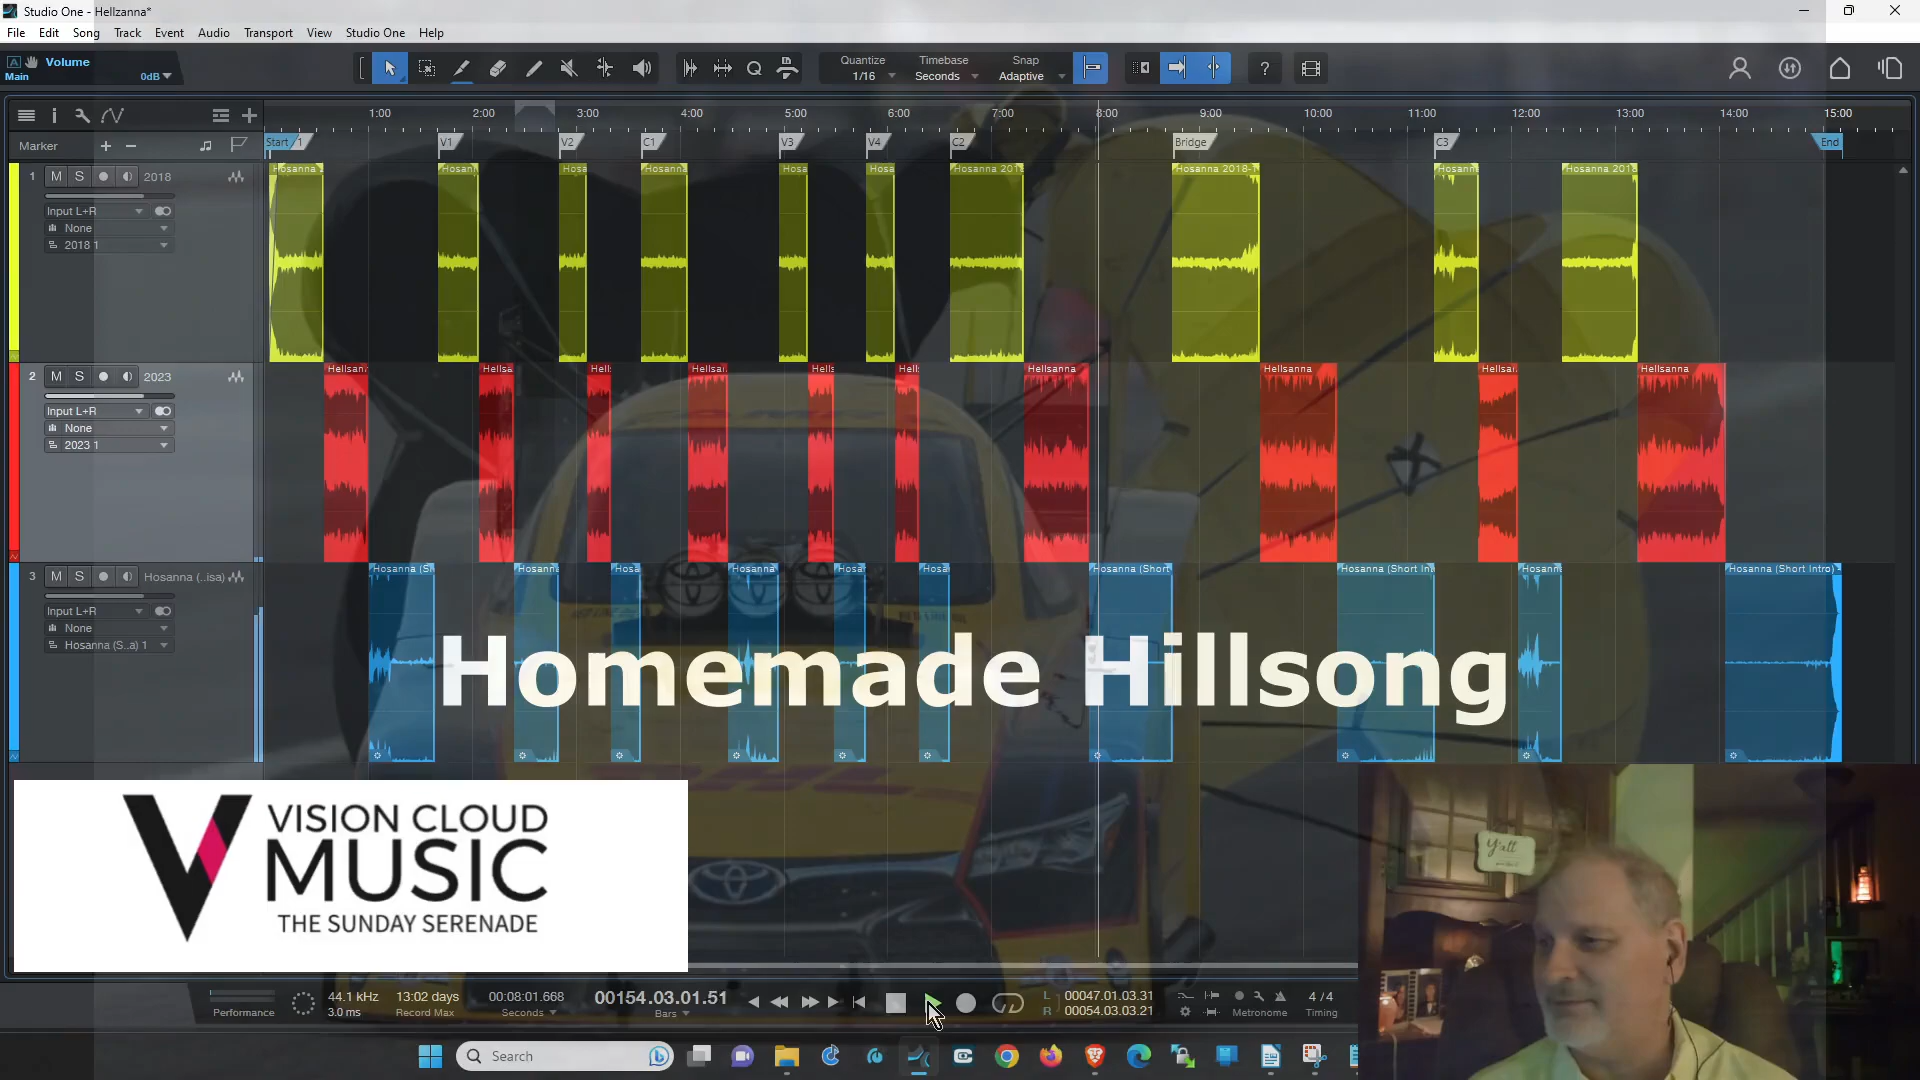 Studio One - Hellzanna*
File Edit Song Track Event Audio Transport View Studio One Help
A Volume
Main 0dB
Quantize Timebase Snap
1/16 Seconds Adaptive
?
1:00 2:00 3:00 4:00 5:00 6:00 7:00 8:00 9:00 10:00 11:00 12:00 13:00 14:00 15:00
Marker + - Start 1 V1 V2 C1 V3 V4 C2 Bridge C3 End
1 M S 2018
Hosanna 2018-1
Input L+R
None
2018 1
2 M S 2023
Hellsanna
Input L+R
None
2023 1
3 M S Hosanna (..isa)
Hosanna (Short Intro)
Input L+R
None
Hosanna (S..a) 1
Homemade Hillsong
VISION CLOUD
MUSIC
THE SUNDAY SERENADE
Y'all
44.1 kHz 13:02 days 00:08:01.668 00154.03.01.51 L 00047.01.03.31 4 / 4
Performance 3.0 ms Record Max Seconds Bars R 00054.03.03.21 Metronome Timing
Search